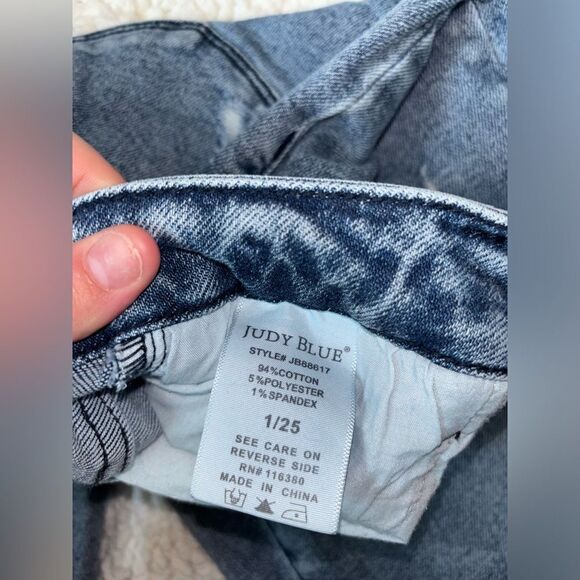 JUDY BLUE®
STYLE# JB88617
94%COTTON
5%POLYESTER
1%SPANDEX
1/25
SEE CARE ON
REVERSE SIDE
RN# 116380
MADE IN CHINA